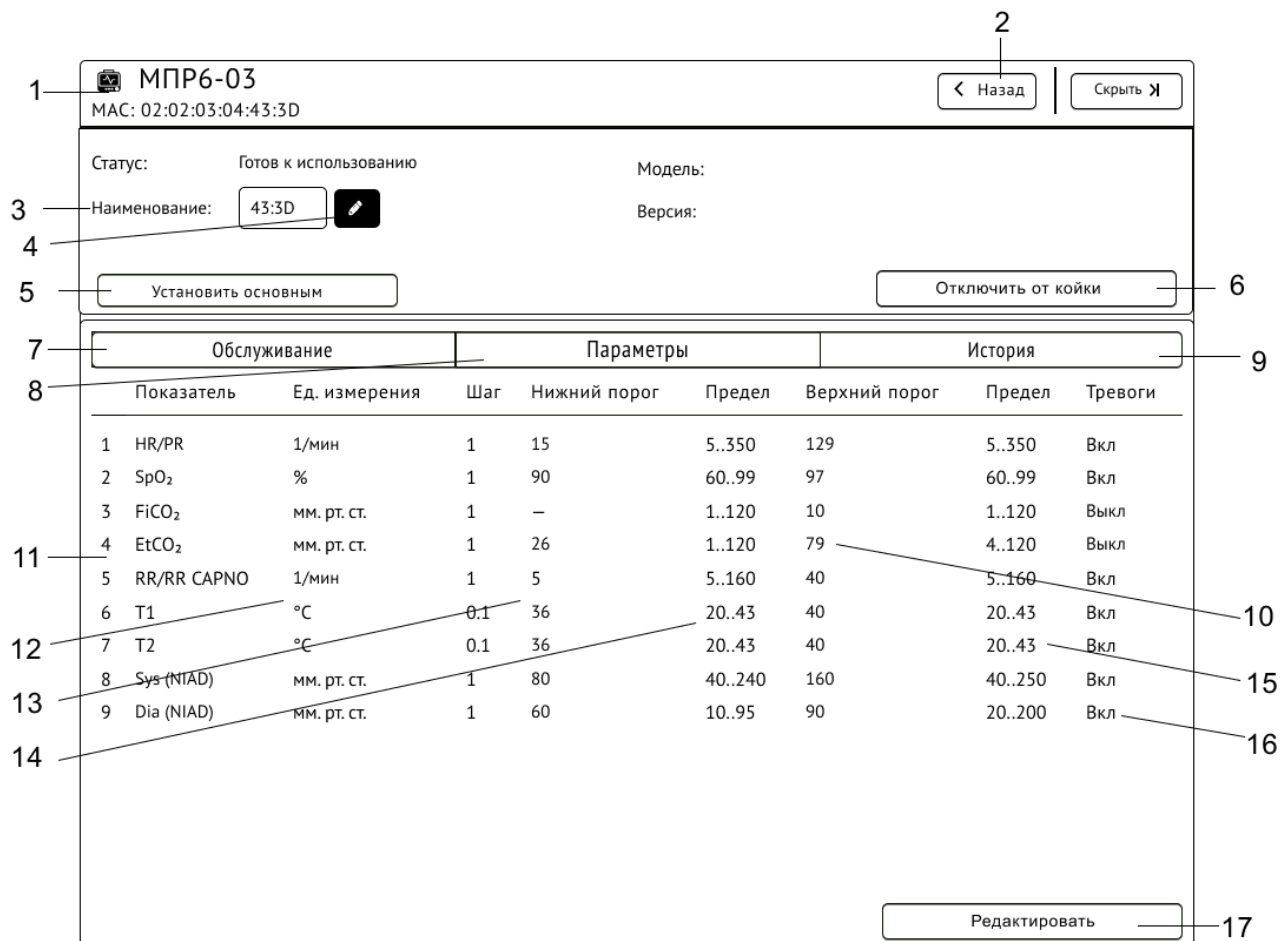 2
1 МПР6-03 Назад Скрыть
MAC: 02:02:03:04:43:3D
Статус: Готов к использованию Модель:
3 Наименование: 43:3D Версия:
4
5 Установить основным Отключить от койки 6
7 Обслуживание Параметры История 9
8 Показатель Ед. измерения Шаг Нижний порог Предел Верхний порог Предел Тревоги
1 HR/PR 1/мин 1 15 5..350 129 5..350 Вкл
2 SpO₂ % 1 90 60..99 97 60..99 Вкл
3 FiCO₂ мм. рт. ст. 1 – 1..120 10 1..120 Выкл
11 4 EtCO₂ мм. рт. ст. 1 26 1..120 79 4..120 Выкл
5 RR/RR CAPNO 1/мин 1 5 5..160 40 5..160 Вкл
6 T1 °C 0.1 36 20..43 40 20..43 Вкл 10
12 7 T2 °C 0.1 36 20..43 40 20..43 Вкл
8 Sys (NIAD) мм. рт. ст. 1 80 40..240 160 40..250 Вкл 15
13 9 Dia (NIAD) мм. рт. ст. 1 60 10..95 90 20..200 Вкл
16
14
Редактировать 17